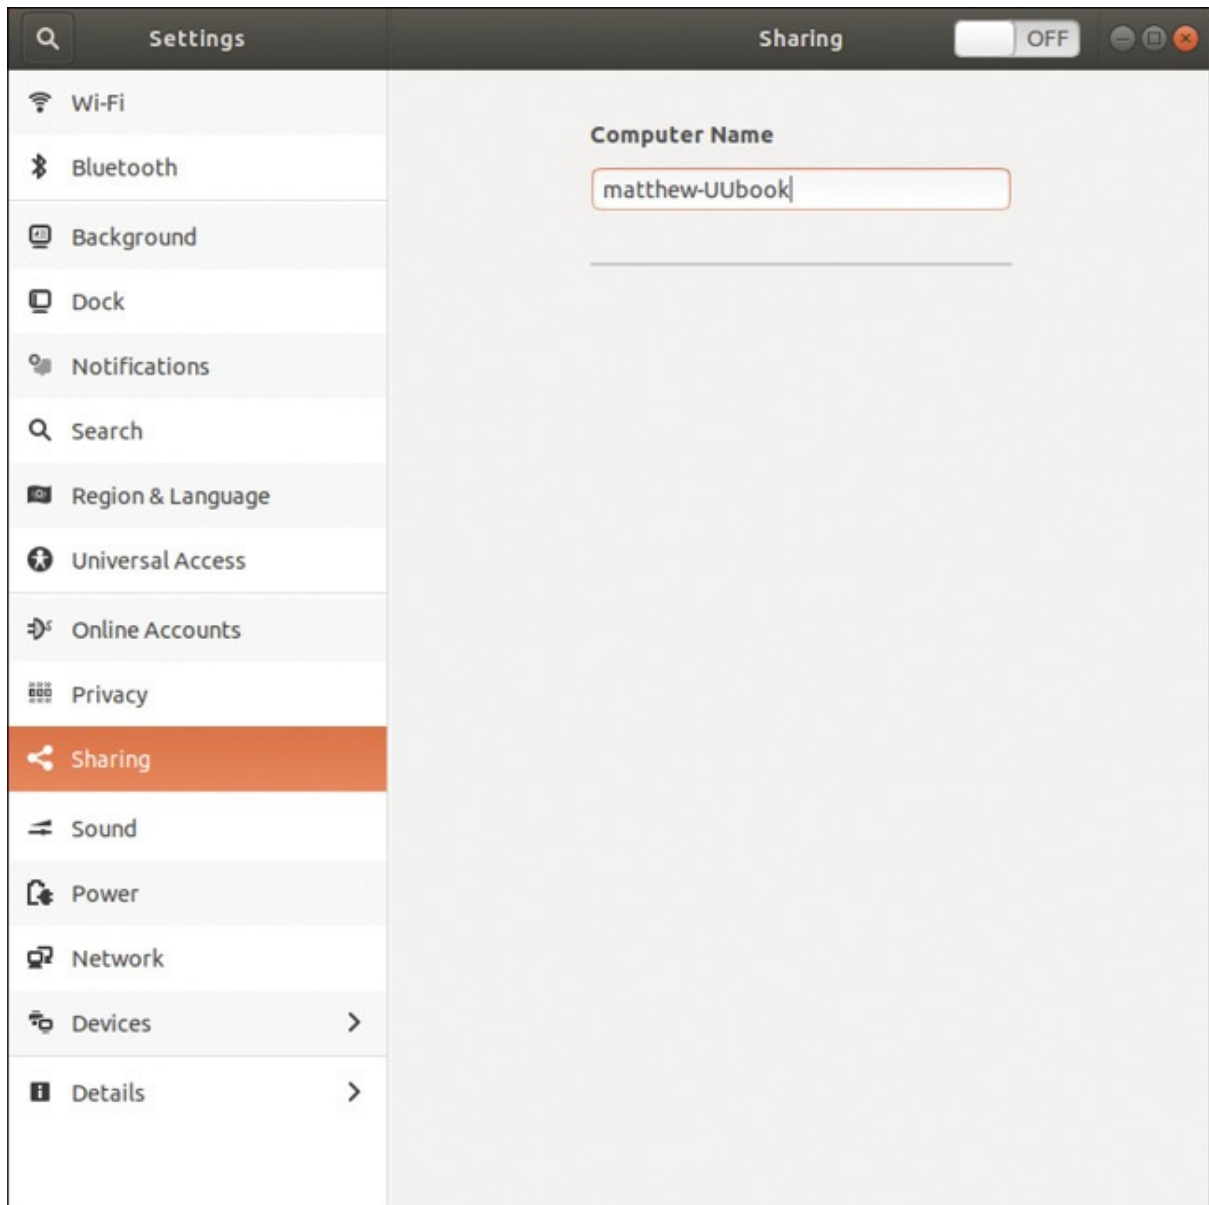 Settings
Sharing
OFF
Wi-Fi
Bluetooth
Background
Dock
Notifications
Search
Region & Language
Universal Access
Online Accounts
Privacy
Sharing
Sound
Power
Network
Devices
Details
Computer Name
matthew-UUbook